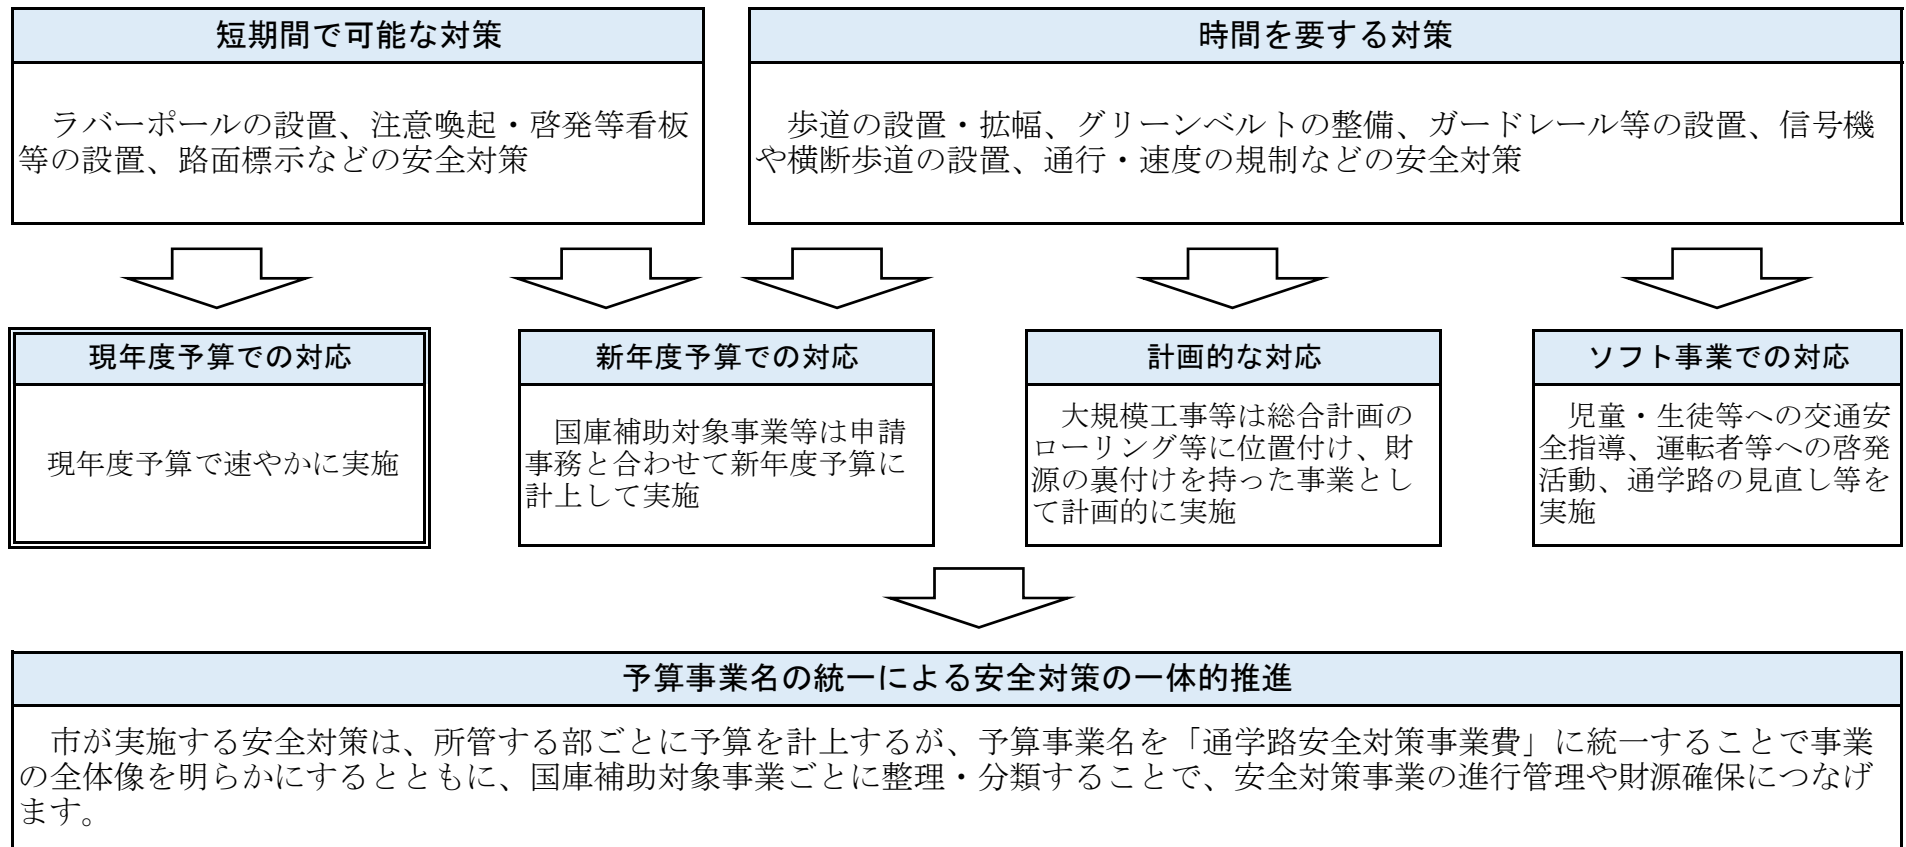 短期間で可能な対策
ラバーポールの設置、注意喚起・啓発等看板
等の設置、路面標示などの安全対策
時間を要する対策
歩道の設置・拡幅、グリーンベルトの整備、ガードレール等の設置、信号機
や横断歩道の設置、通行・速度の規制などの安全対策
現年度予算での対応
現年度予算で速やかに実施
新年度予算での対応
国庫補助対象事業等は申請
事務と合わせて新年度予算に
計上して実施
計画的な対応
大規模工事等は総合計画の
ローリング等に位置付け、財
源の裏付けを持った事業とし
て計画的に実施
ソフト事業での対応
児童・生徒等への交通安
全指導、運転者等への啓発
活動、通学路の見直し等を
実施
予算事業名の統一による安全対策の一体的推進
市が実施する安全対策は、所管する部ごとに予算を計上するが、予算事業名を「通学路安全対策事業費」に統一することで事業
の全体像を明らかにするとともに、国庫補助対象事業ごとに整理・分類することで、安全対策事業の進行管理や財源確保につなげ
ます。